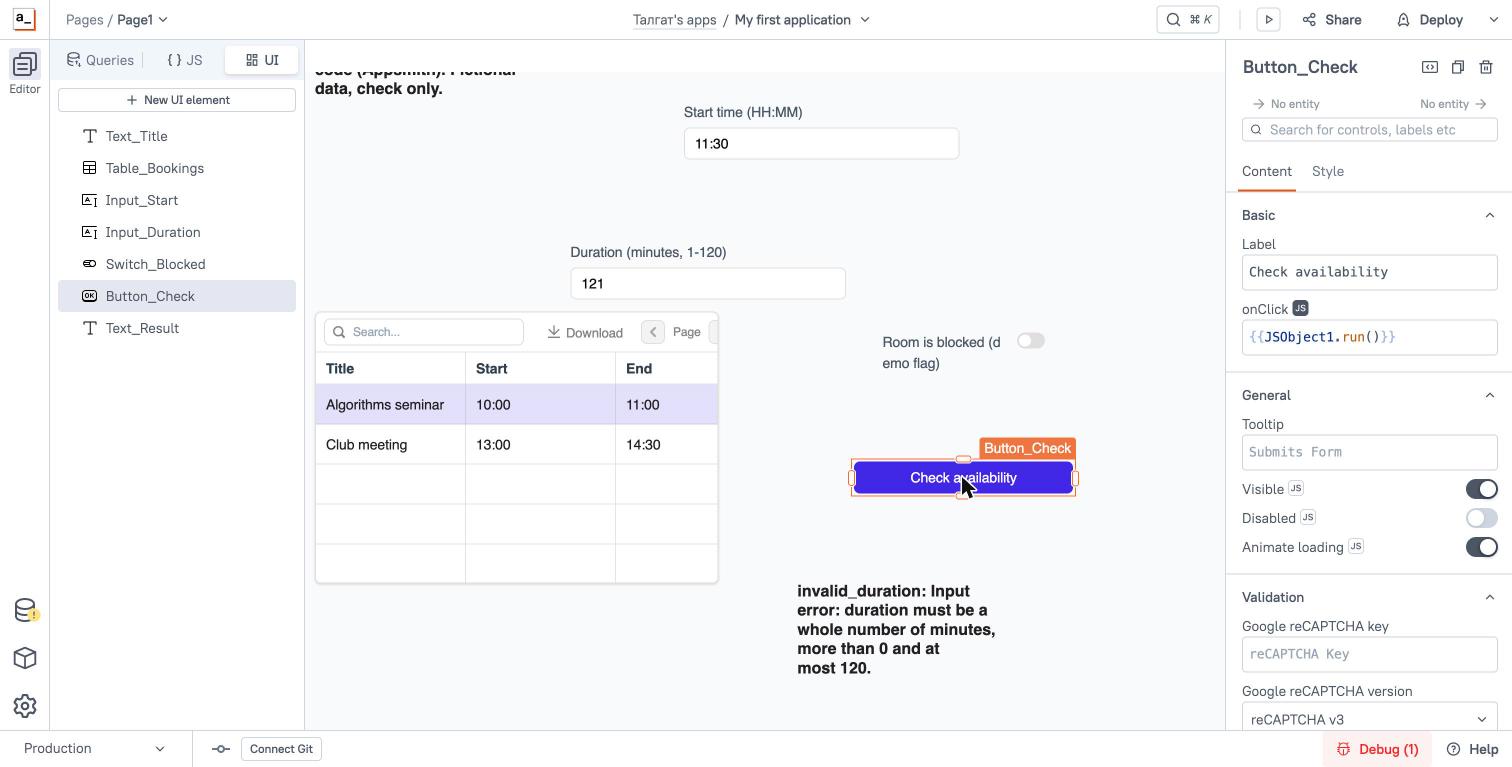 a_
Pages / Page1
Талгат's apps / My first application
⌘ K
Share
Deploy
Editor
Queries
{ } JS
UI
+ New UI element
Text_Title
Table_Bookings
Input_Start
Input_Duration
Switch_Blocked
OK Button_Check
Text_Result
data, check only.
Start time (HH:MM)
11:30
Duration (minutes, 1-120)
121
Search...
Download
Page
Title Start End
Algorithms seminar 10:00 11:00
Club meeting 13:00 14:30
Room is blocked (d
emo flag)
Button_Check
Check availability
invalid_duration: Input
error: duration must be a
whole number of minutes,
more than 0 and at
most 120.
Button_Check
No entity
No entity
Search for controls, labels etc
Content
Style
Basic
Label
Check availability
onClick JS
{{JSObject1.run()}}
General
Tooltip
Submits Form
Visible JS
Disabled JS
Animate loading JS
Validation
Google reCAPTCHA key
reCAPTCHA Key
Google reCAPTCHA version
reCAPTCHA v3
Production
Connect Git
Debug (1)
Help